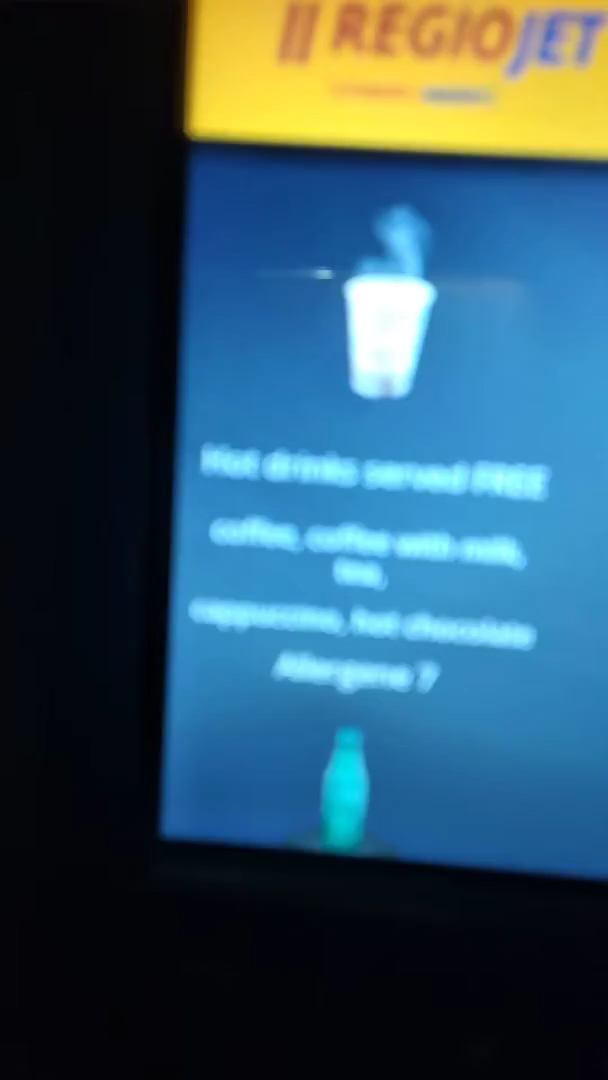 REGIOJET
Hot drinks served FREE
coffee, coffee with milk,
tea,
cappuccino, hot chocolate
Allergens 7